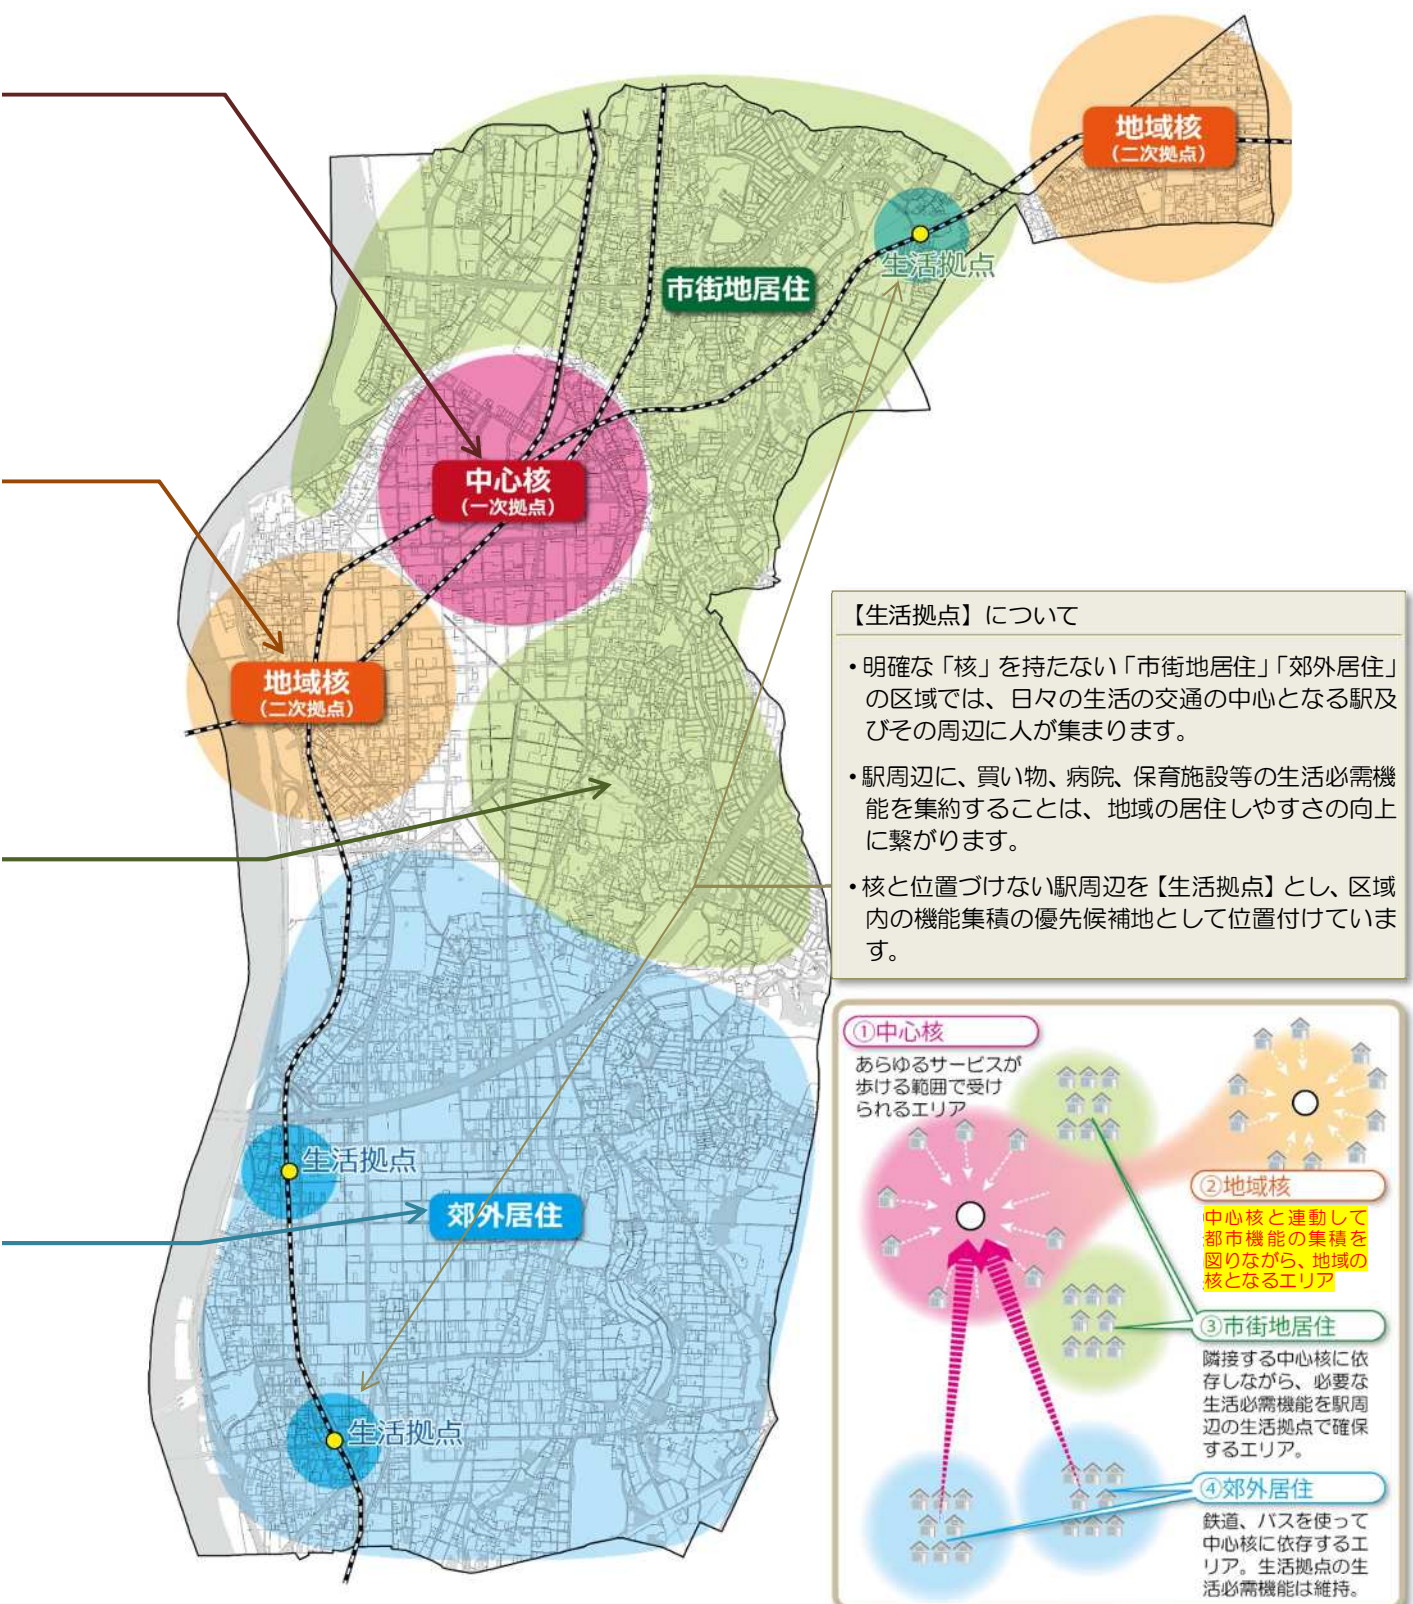 地域核
(二次拠点)
生活拠点
市街地居住
中心核
(一次拠点)
地域核
(二次拠点)
【生活拠点】について
・明確な「核」を持たない「市街地居住」「郊外居住」
の区域では、日々の生活の交通の中心となる駅及
びその周辺に人が集まります。
・駅周辺に、買い物、病院、保育施設等の生活必需機
能を集約することは、地域の居住しやすさの向上
に繋がります。
・核と位置づけない駅周辺を【生活拠点】とし、区域
内の機能集積の優先候補地として位置付けていま
す。
生活拠点
郊外居住
生活拠点
①中心核
あらゆるサービスが
歩ける範囲で受け
られるエリア
②地域核
中心核と連動して
都市機能の集積を
図りながら、地域の
核となるエリア
③市街地居住
隣接する中心核に依
存しながら、必要な
生活必需機能を駅周
辺の生活拠点で確保
するエリア。
④郊外居住
鉄道、バスを使って
中心核に依存するエ
リア。生活拠点の生
活必需機能は維持。